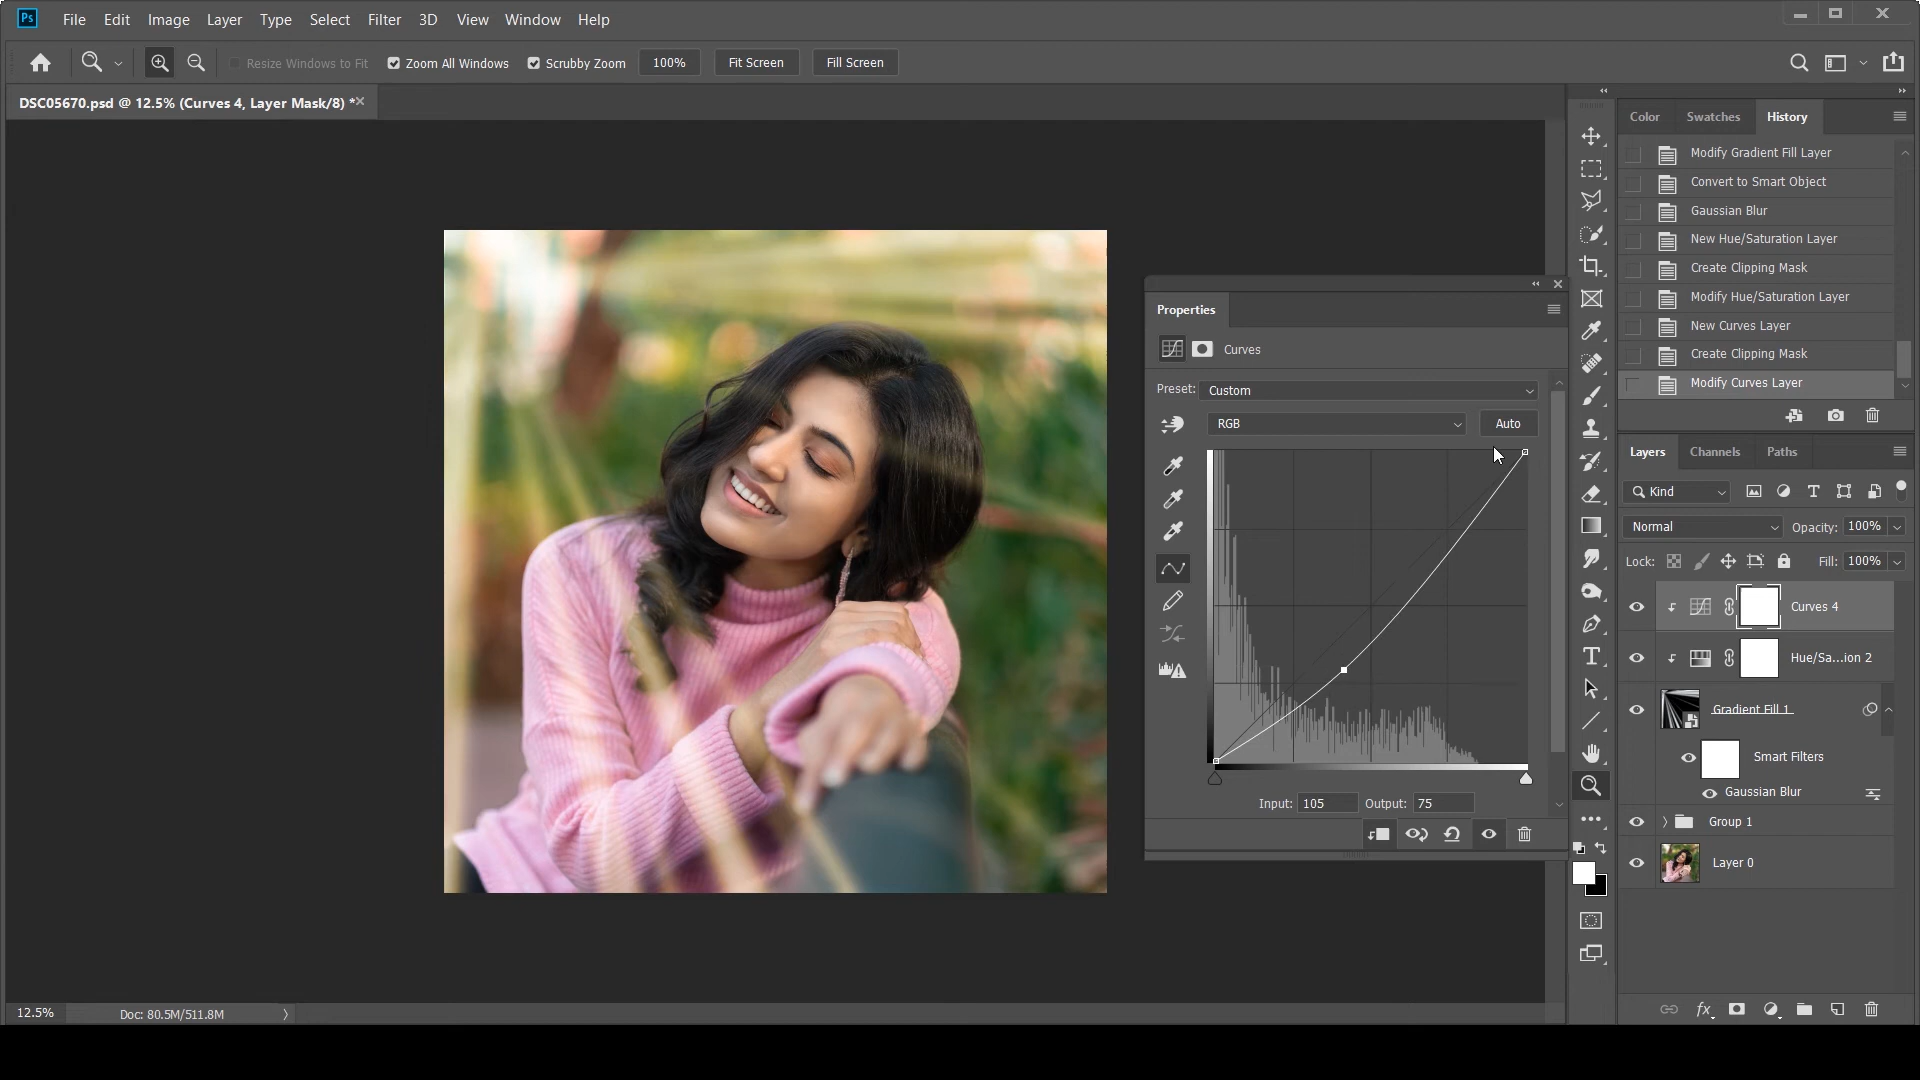 Ps File Edit Image Layer Type Select Filter 3D View Window Help
Resize Windows to Fit Zoom All Windows Scrubby Zoom 100% Fit Screen Fill Screen
DSC05670.psd @ 12.5% (Curves 4, Layer Mask/8) *
Color Swatches History
Modify Gradient Fill Layer
Convert to Smart Object
Gaussian Blur
New Hue/Saturation Layer
Create Clipping Mask
Modify Hue/Saturation Layer
New Curves Layer
Create Clipping Mask
Modify Curves Layer
Properties
Curves
Preset: Custom
RGB Auto
Input: 105 Output: 75
Layers Channels Paths
Kind
Normal Opacity: 100%
Lock: Fill: 100%
Curves 4
Hue/Sa...ion 2
Gradient Fill 1
Smart Filters
Gaussian Blur
Group 1
Layer 0
12.5% Doc: 80.5M/511.8M